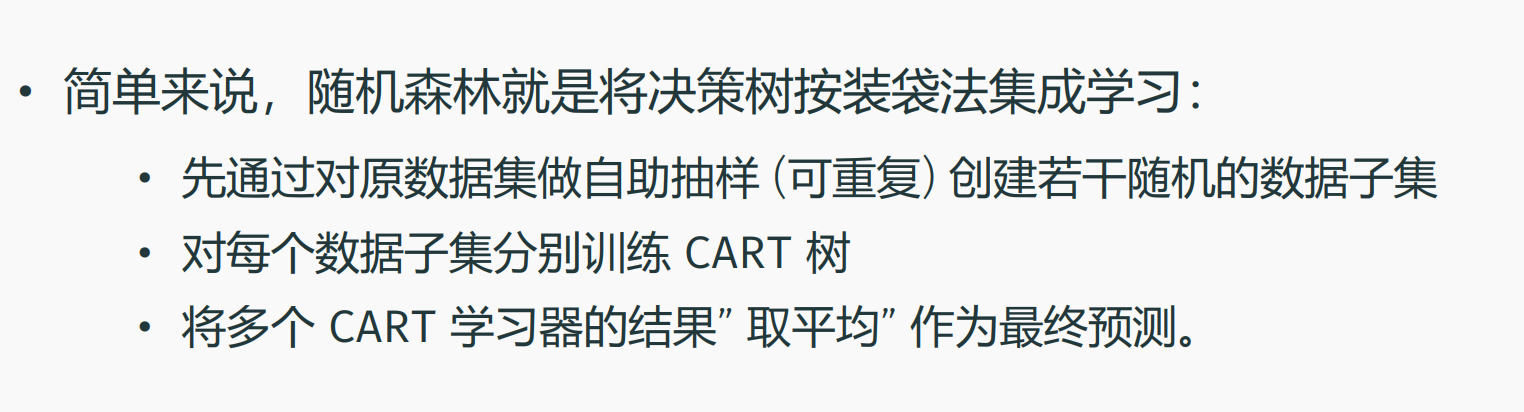 • 简单来说，随机森林就是将决策树按装袋法集成学习：
• 先通过对原数据集做自助抽样（可重复）创建若干随机的数据子集
• 对每个数据子集分别训练 CART 树
• 将多个 CART 学习器的结果” 取平均” 作为最终预测。